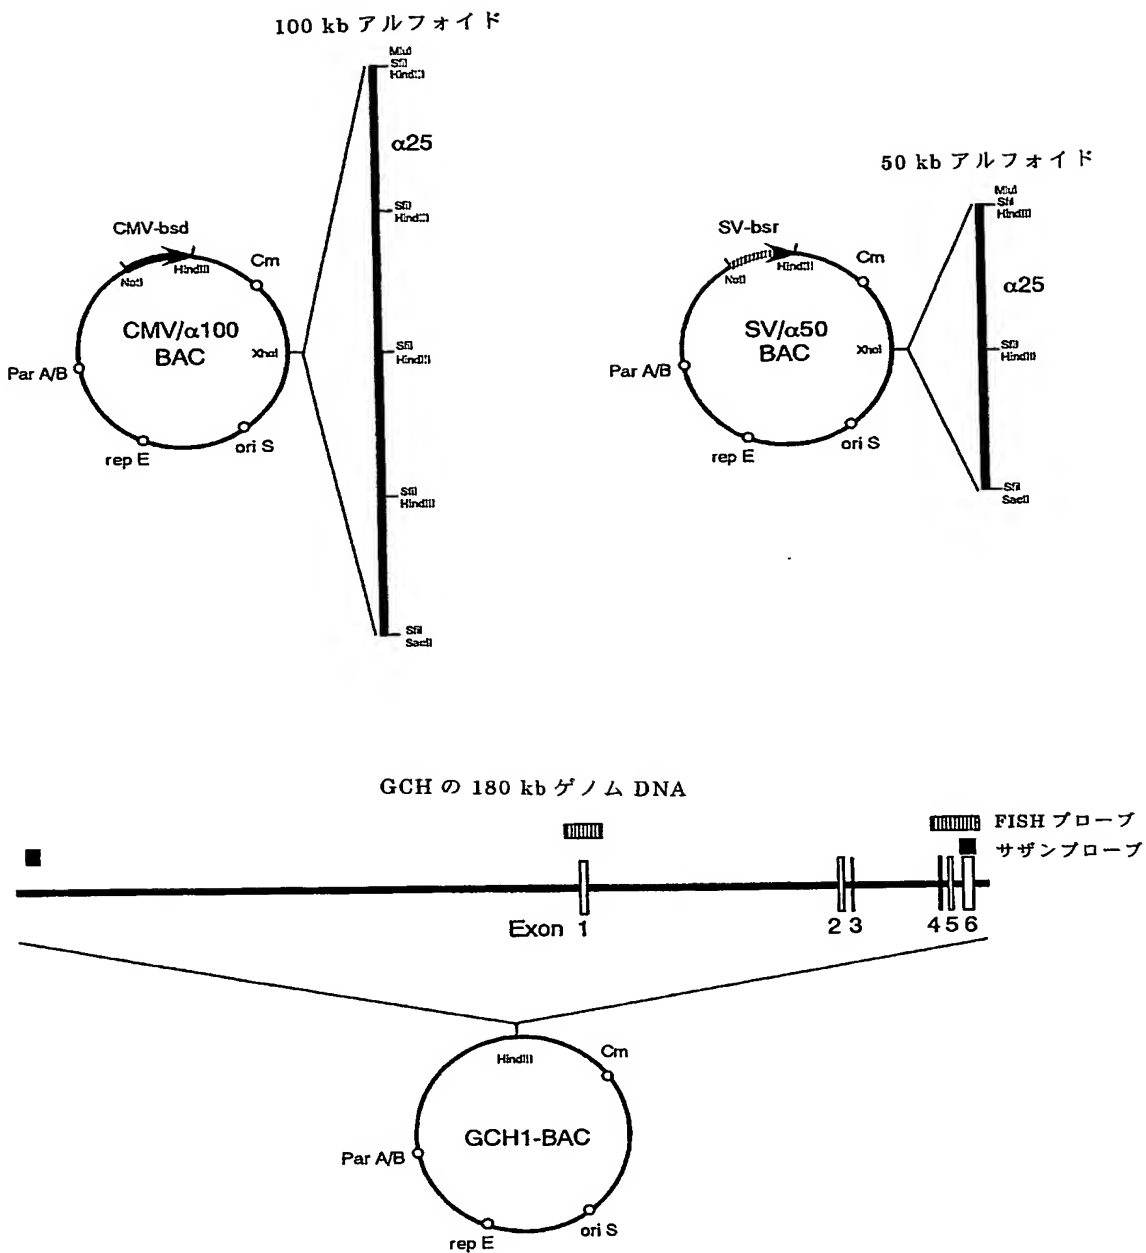 100 kb アルフォイド
MluI
SfiI
HindIII
α25
SfiI
HindIII
SfiI
HindIII
SfiI
HindIII
SfiI
SacII
CMV-bsd
NotI
HindIII
Cm
CMV/α100
BAC
XhoI
Par A/B
rep E
ori S
50 kb アルフォイド
MluI
SfiI
HindIII
α25
SfiI
HindIII
SfiI
SacII
SV-bsr
NotI
HindIII
Cm
SV/α50
BAC
XhoI
Par A/B
rep E
ori S
GCH の 180 kb ゲノム DNA
FISH プローブ
サザンプローブ
Exon 1
2 3
4 5 6
HindIII
Cm
GCH1-BAC
Par A/B
ori S
rep E